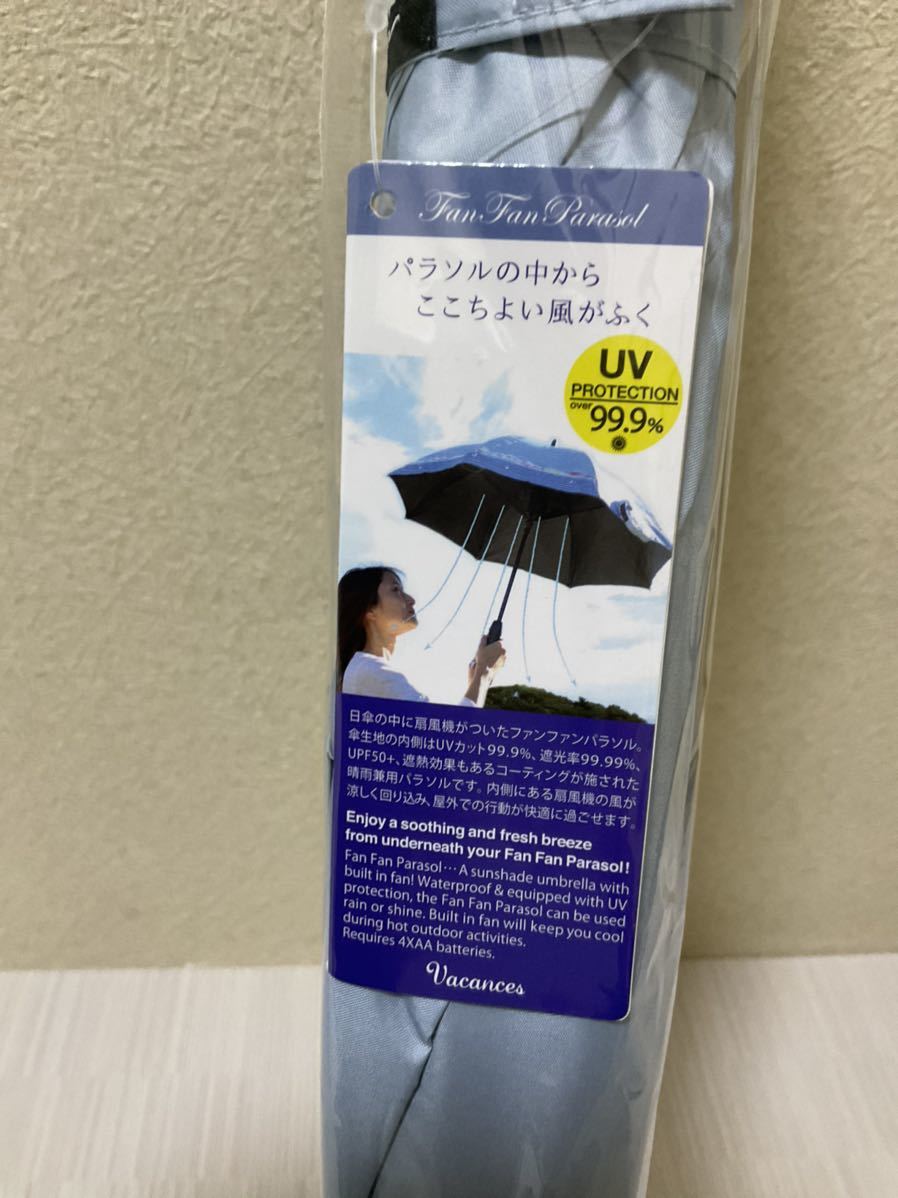 Fan Fan Parasol
パラソルの中から
ここちよい風がふく
UV
PROTECTION
over
99.9%
日傘の中に扇風機がついたファンファンパラソル。
傘生地の内側はUVカット99.9%、遮光率99.99%、
UPF50+、遮熱効果もあるコーティングが施された
晴雨兼用パラソルです。内側にある扇風機の風が
涼しく回り込み、屋外での行動が快適に過ごせます。
Enjoy a soothing and fresh breeze
from underneath your Fan Fan Parasol!
Fan Fan Parasol…A sunshade umbrella with
built in fan! Waterproof & equipped with UV
protection, the Fan Fan Parasol can be used
rain or shine. Built in fan will keep you cool
during hot outdoor activities.
Requires 4XAA batteries.
Vacances